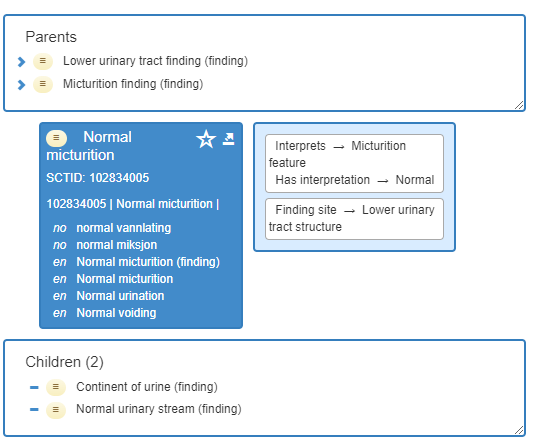 Parents
Lower urinary tract finding (finding)
Micturition finding (finding)
Normal
micturition
SCTID: 102834005
102834005 | Normal micturition |
no normal vannlating
no normal miksjon
en Normal micturition (finding)
en Normal micturition
en Normal urination
en Normal voiding
Interprets → Micturition
feature
Has interpretation → Normal
Finding site → Lower urinary
tract structure
Children (2)
Continent of urine (finding)
Normal urinary stream (finding)